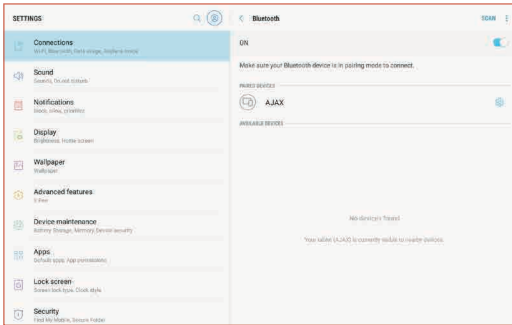 SETTINGS
Connections
Wi-Fi, Bluetooth, Data usage, Airplane mode
Sound
Sounds, Do not disturb
Notifications
Block, allow, prioritize
Display
Brightness, Home screen
Wallpaper
Wallpaper
Advanced features
S Pen
Device maintenance
Battery, Storage, Memory, Device security
Apps
Default apps, App permissions
Lock screen
Screen lock type, Clock style
Security
Find My Mobile, Secure Folder
Bluetooth
SCAN
ON
Make sure your Bluetooth device is in pairing mode to connect.
PAIRED DEVICES
AJAX
AVAILABLE DEVICES
No devices found
Your tablet (AJAX) is currently visible to nearby devices.